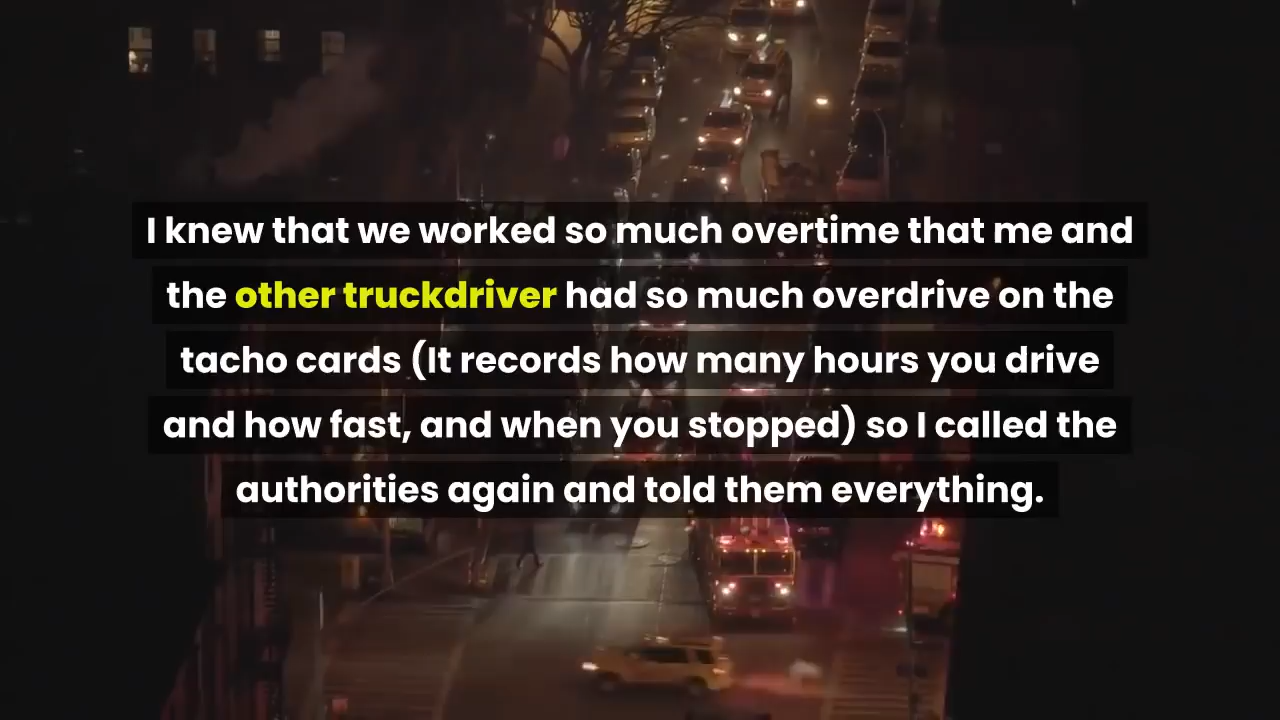 I knew that we worked so much overtime that me and
the other truckdriver had so much overdrive on the
tacho cards (It records how many hours you drive
and how fast, and when you stopped) so I called the
authorities again and told them everything.